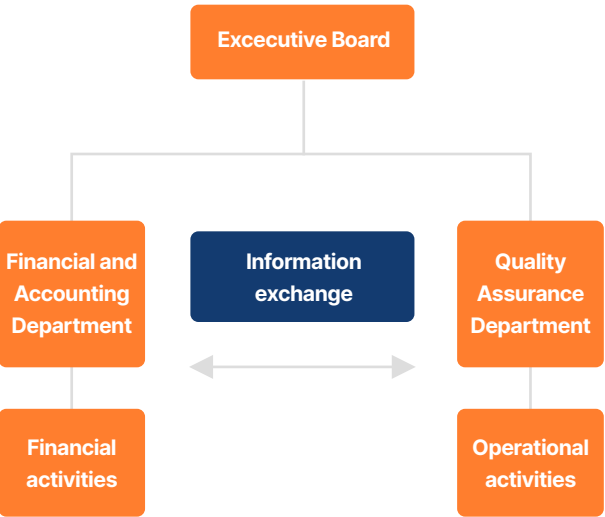 Excecutive Board
Financial and
Accounting
Department
Information
exchange
Quality
Assurance
Department
Financial
activities
Operational
activities